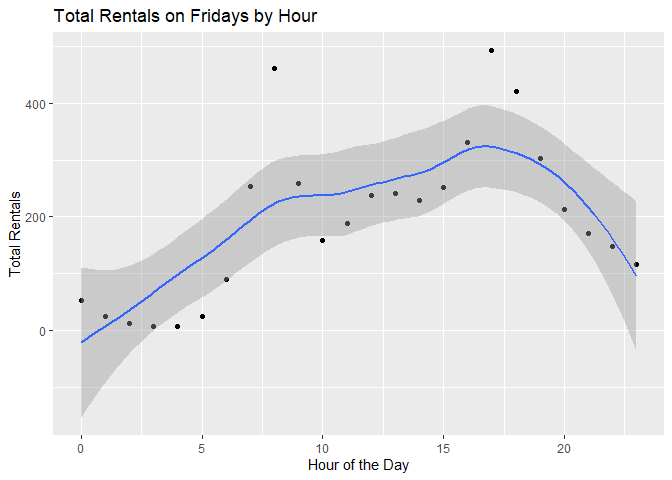 Total Rentals on Fridays by Hour
Total Rentals
400
200
0
0 5 10 15 20
Hour of the Day